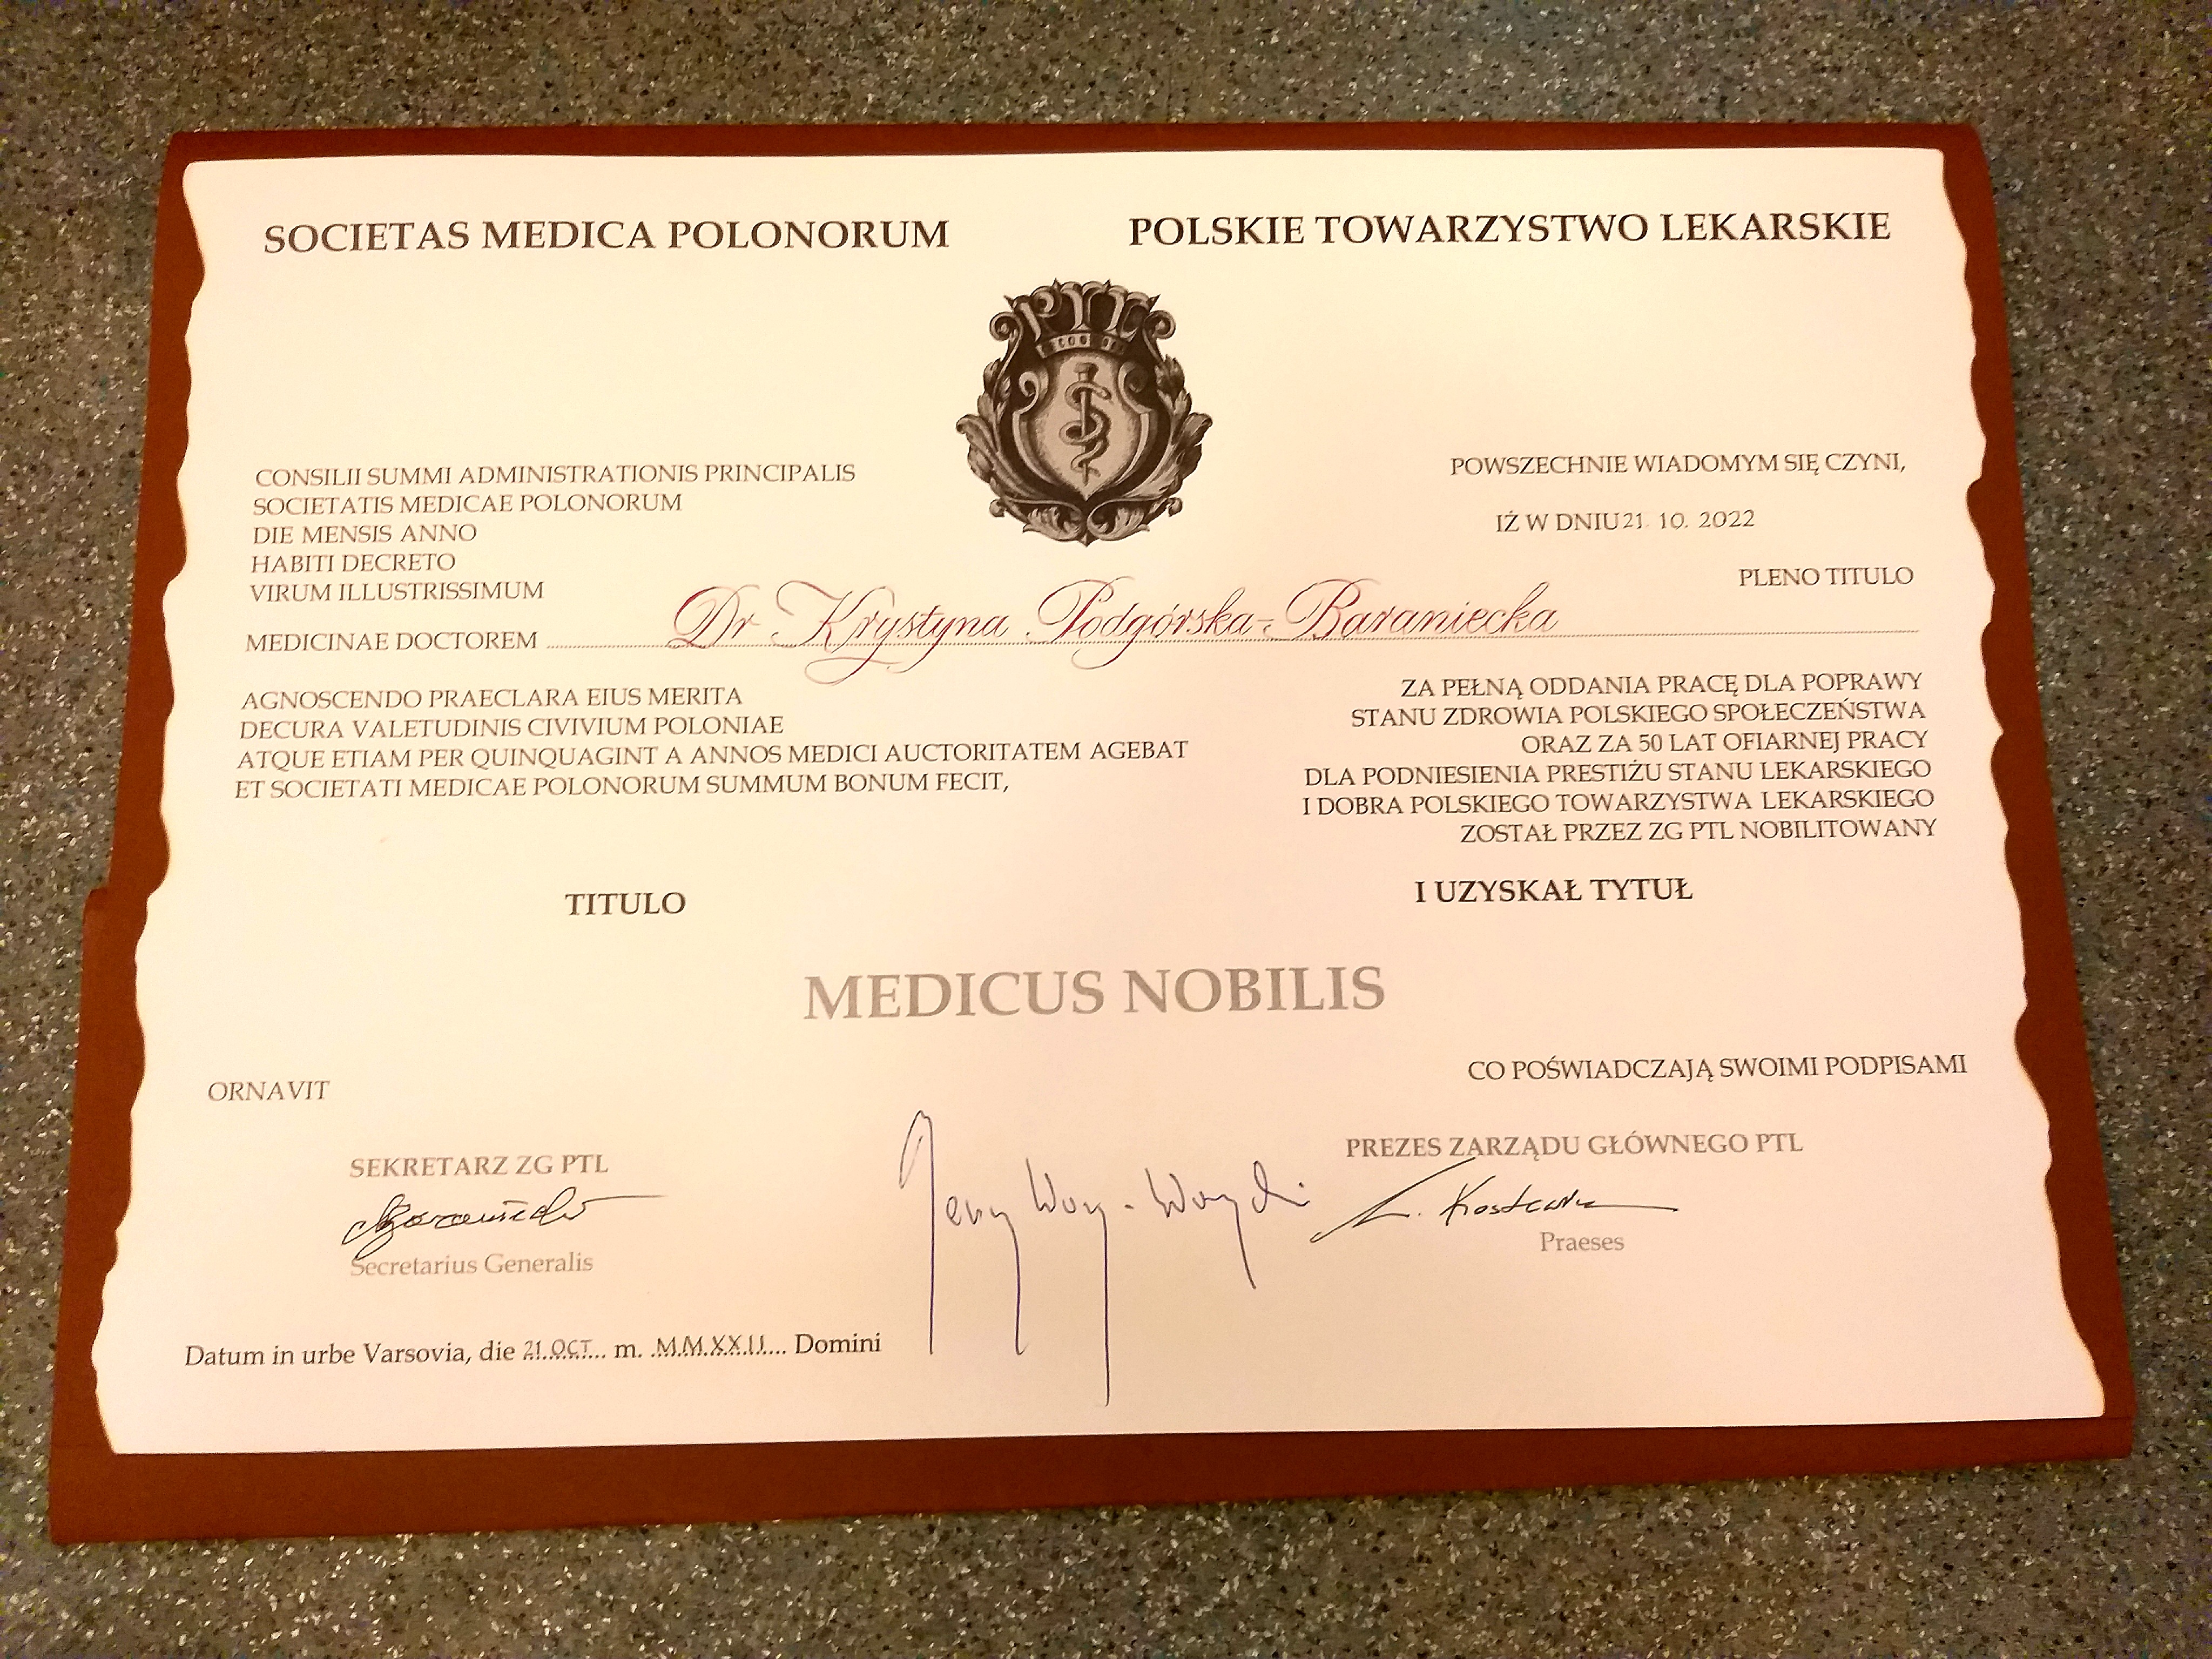 SOCIETAS MEDICA POLONORUM
POLSKIE TOWARZYSTWO LEKARSKIE
PTL
CONSILII SUMMI ADMINISTRATIONIS PRINCIPALIS
SOCIETATIS MEDICAE POLONORUM
DIE MENSIS ANNO
HABITI DECRETO
VIRUM ILLUSTRISSIMUM
POWSZECHNIE WIADOMYM SIĘ CZYNI,
IŻ W DNIU 21. 10. 2022
PLENO TITULO
MEDICINAE DOCTOREM Dr Krystyna Podgórska-Baraniecka
AGNOSCENDO PRAECLARA EIUS MERITA
DECURA VALETUDINIS CIVIVIUM POLONIAE
ATQUE ETIAM PER QUINQUAGINT A ANNOS MEDICI AUCTORITATEM AGEBAT
ET SOCIETATI MEDICAE POLONORUM SUMMUM BONUM FECIT,
ZA PEŁNĄ ODDANIA PRACĘ DLA POPRAWY
STANU ZDROWIA POLSKIEGO SPOŁECZEŃSTWA
ORAZ ZA 50 LAT OFIARNEJ PRACY
DLA PODNIESIENIA PRESTIŻU STANU LEKARSKIEGO
I DOBRA POLSKIEGO TOWARZYSTWA LEKARSKIEGO
ZOSTAŁ PRZEZ ZG PTL NOBILITOWANY
TITULO
I UZYSKAŁ TYTUŁ
MEDICUS NOBILIS
ORNAVIT
CO POŚWIADCZAJĄ SWOIMI PODPISAMI
SEKRETARZ ZG PTL
Secretarius Generalis
PREZES ZARZĄDU GŁÓWNEGO PTL
Praeses
Datum in urbe Varsovia, die 21 OCT m. MMXXII Domini